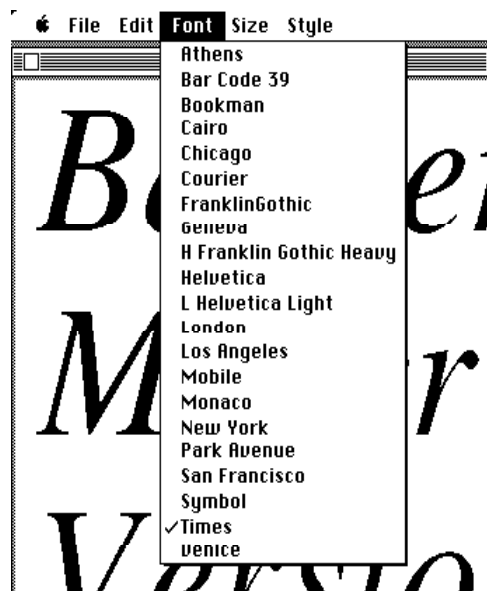 File Edit Font Size Style
Athens
Bar Code 39
Bookman
Cairo
Chicago
Courier
FranklinGothic
Geneva
H Franklin Gothic Heavy
Helvetica
L Helvetica Light
London
Los Angeles
Mobile
Monaco
New York
Park Avenue
San Francisco
Symbol
✓Times
Venice